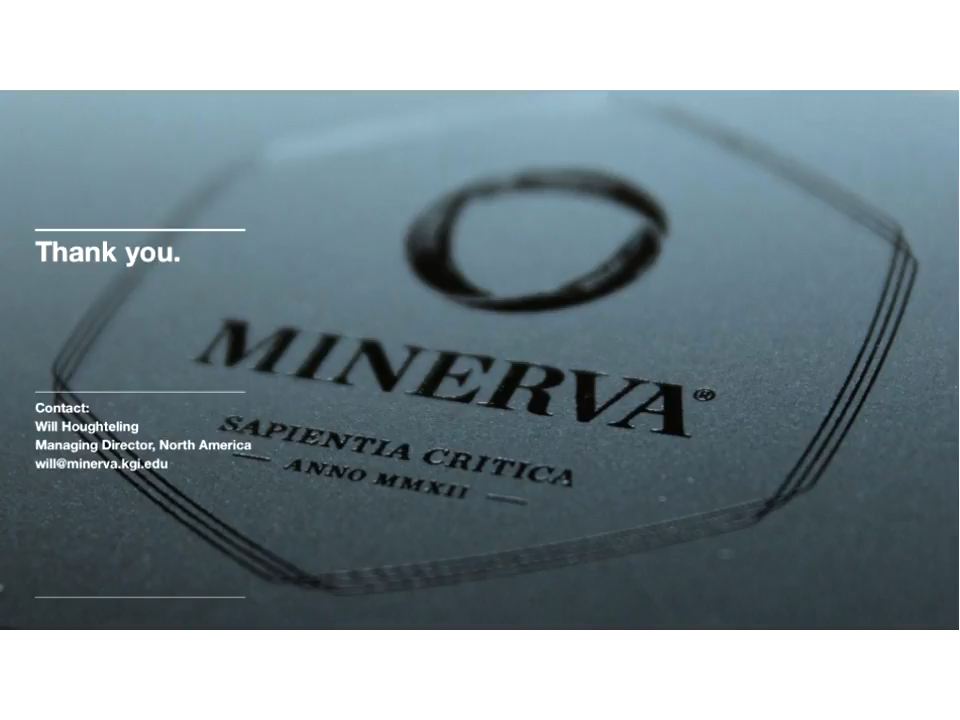 Thank you.
MINERVA®
SAPIENTIA CRITICA
ANNO MMXII
Contact:
Will Houghteling
Managing Director, North America
will@minerva.kgi.edu